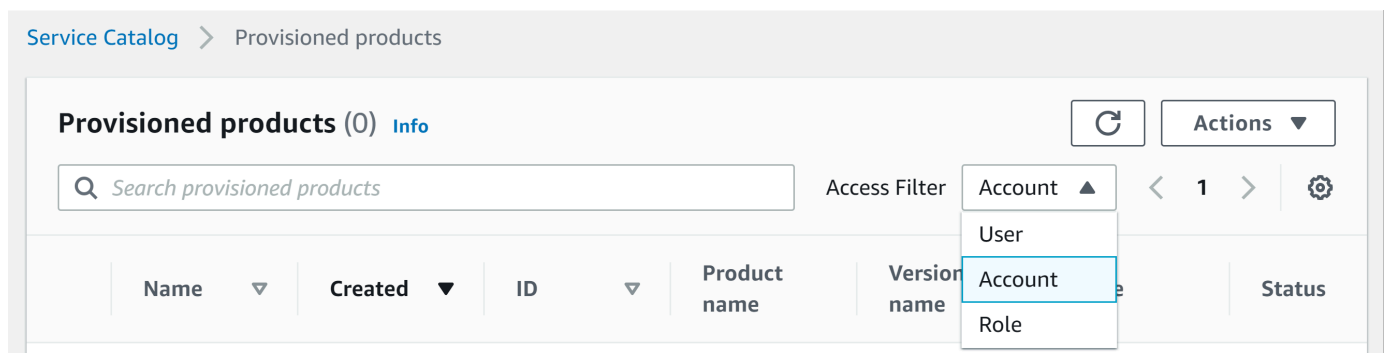 Service Catalog > Provisioned products
Provisioned products (0) Info
Actions
Search provisioned products
Access Filter Account
1
User
Account
Role
Name
Created
ID
Product name
Version name
Status